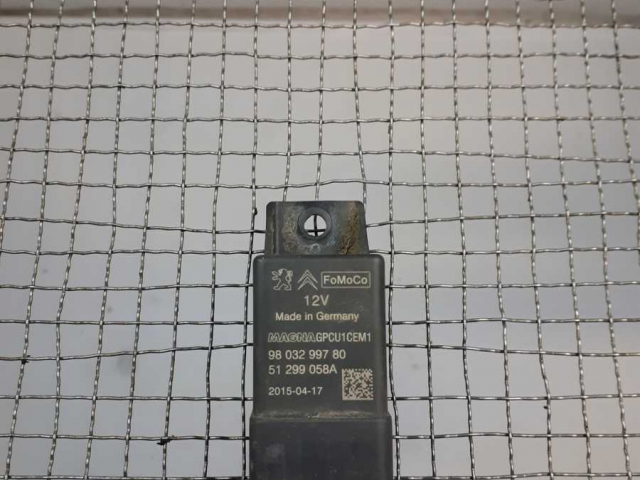 FoMoCo
12V
Made in Germany
MAGNA GPCU1CEM1
98 032 997 80
51 299 058A
2015-04-17